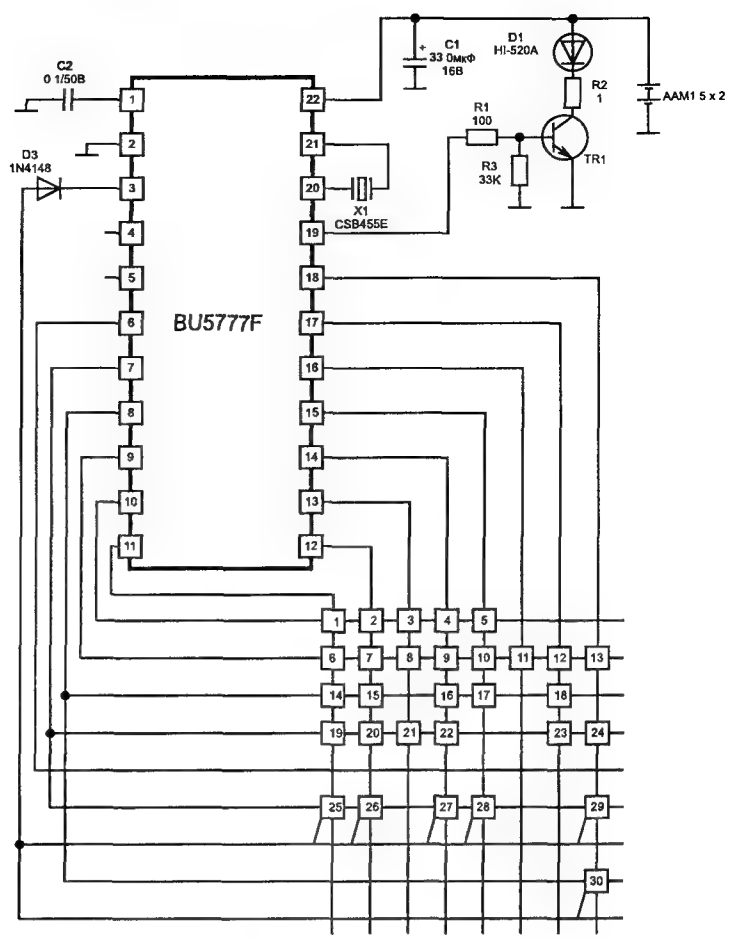 D1
HI-520A
C1
+
33 0мкФ
16В
C2
0 1/50В
R2
1
AAM1 5 x 2
R1
100
TR1
R3
33K
D3
1N4148
X1
CSB455E
BU5777F
1
2
3
4
5
6
7
8
9
10
11
22
21
20
19
18
17
16
15
14
13
12
1 2 3 4 5
6 7 8 9 10 11 12 13
14 15 16 17 18
19 20 21 22 23 24
25 26 27 28 29
30